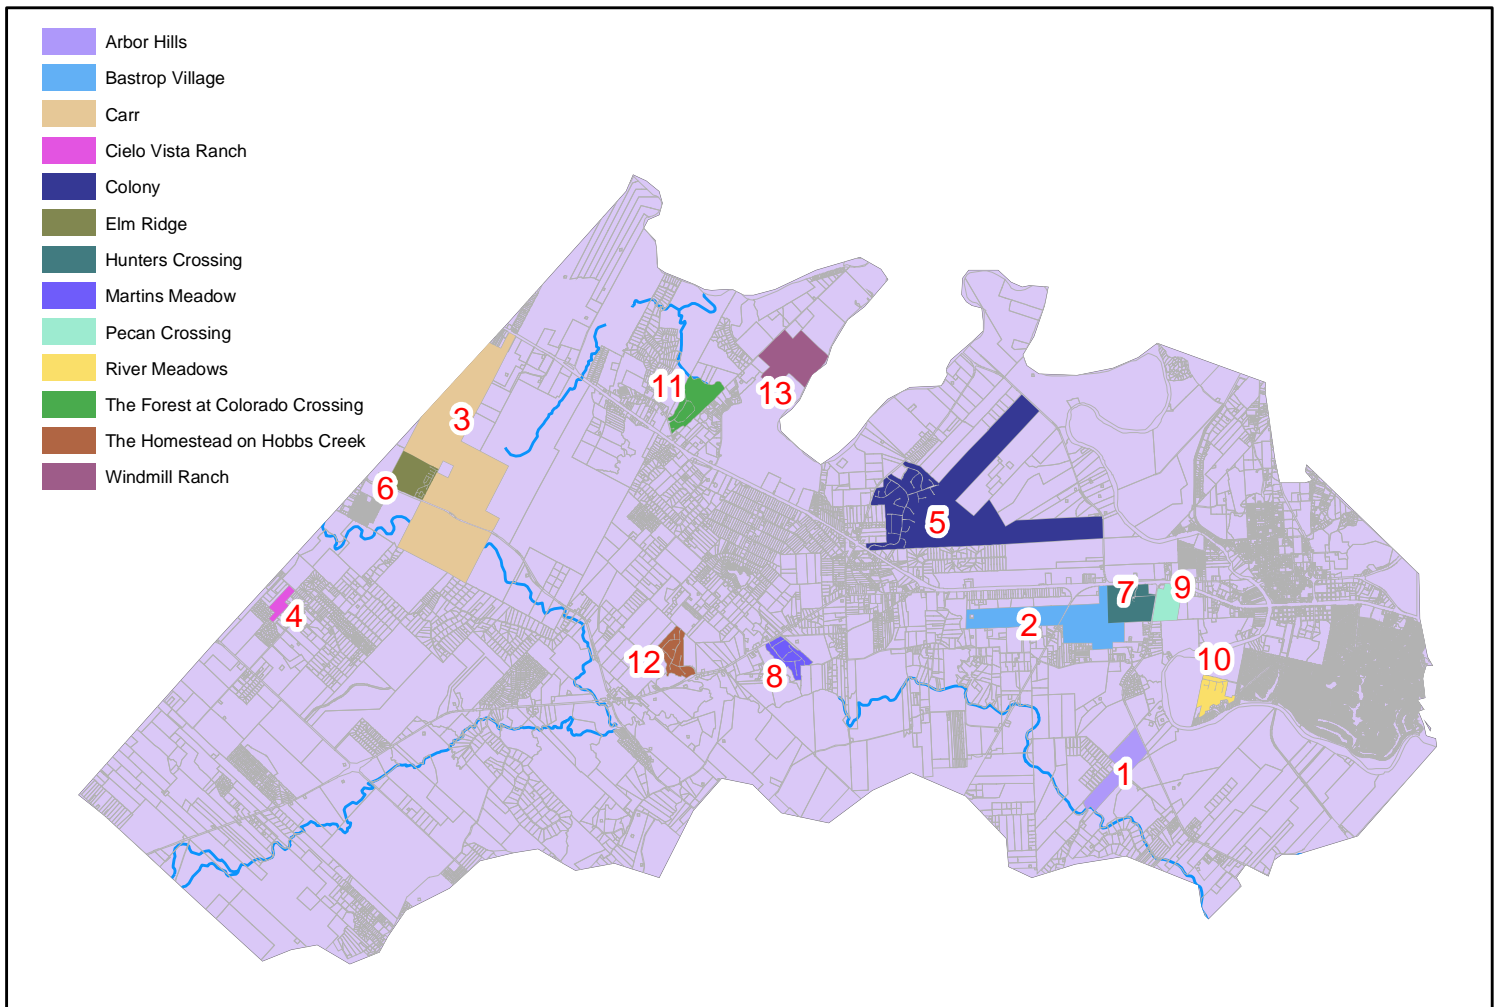 Arbor Hills
Bastrop Village
Carr
Cielo Vista Ranch
Colony
Elm Ridge
Hunters Crossing
Martins Meadow
Pecan Crossing
River Meadows
The Forest at Colorado Crossing
The Homestead on Hobbs Creek
Windmill Ranch
11
13
3
6
5
7
9
4
2
12
8
10
1